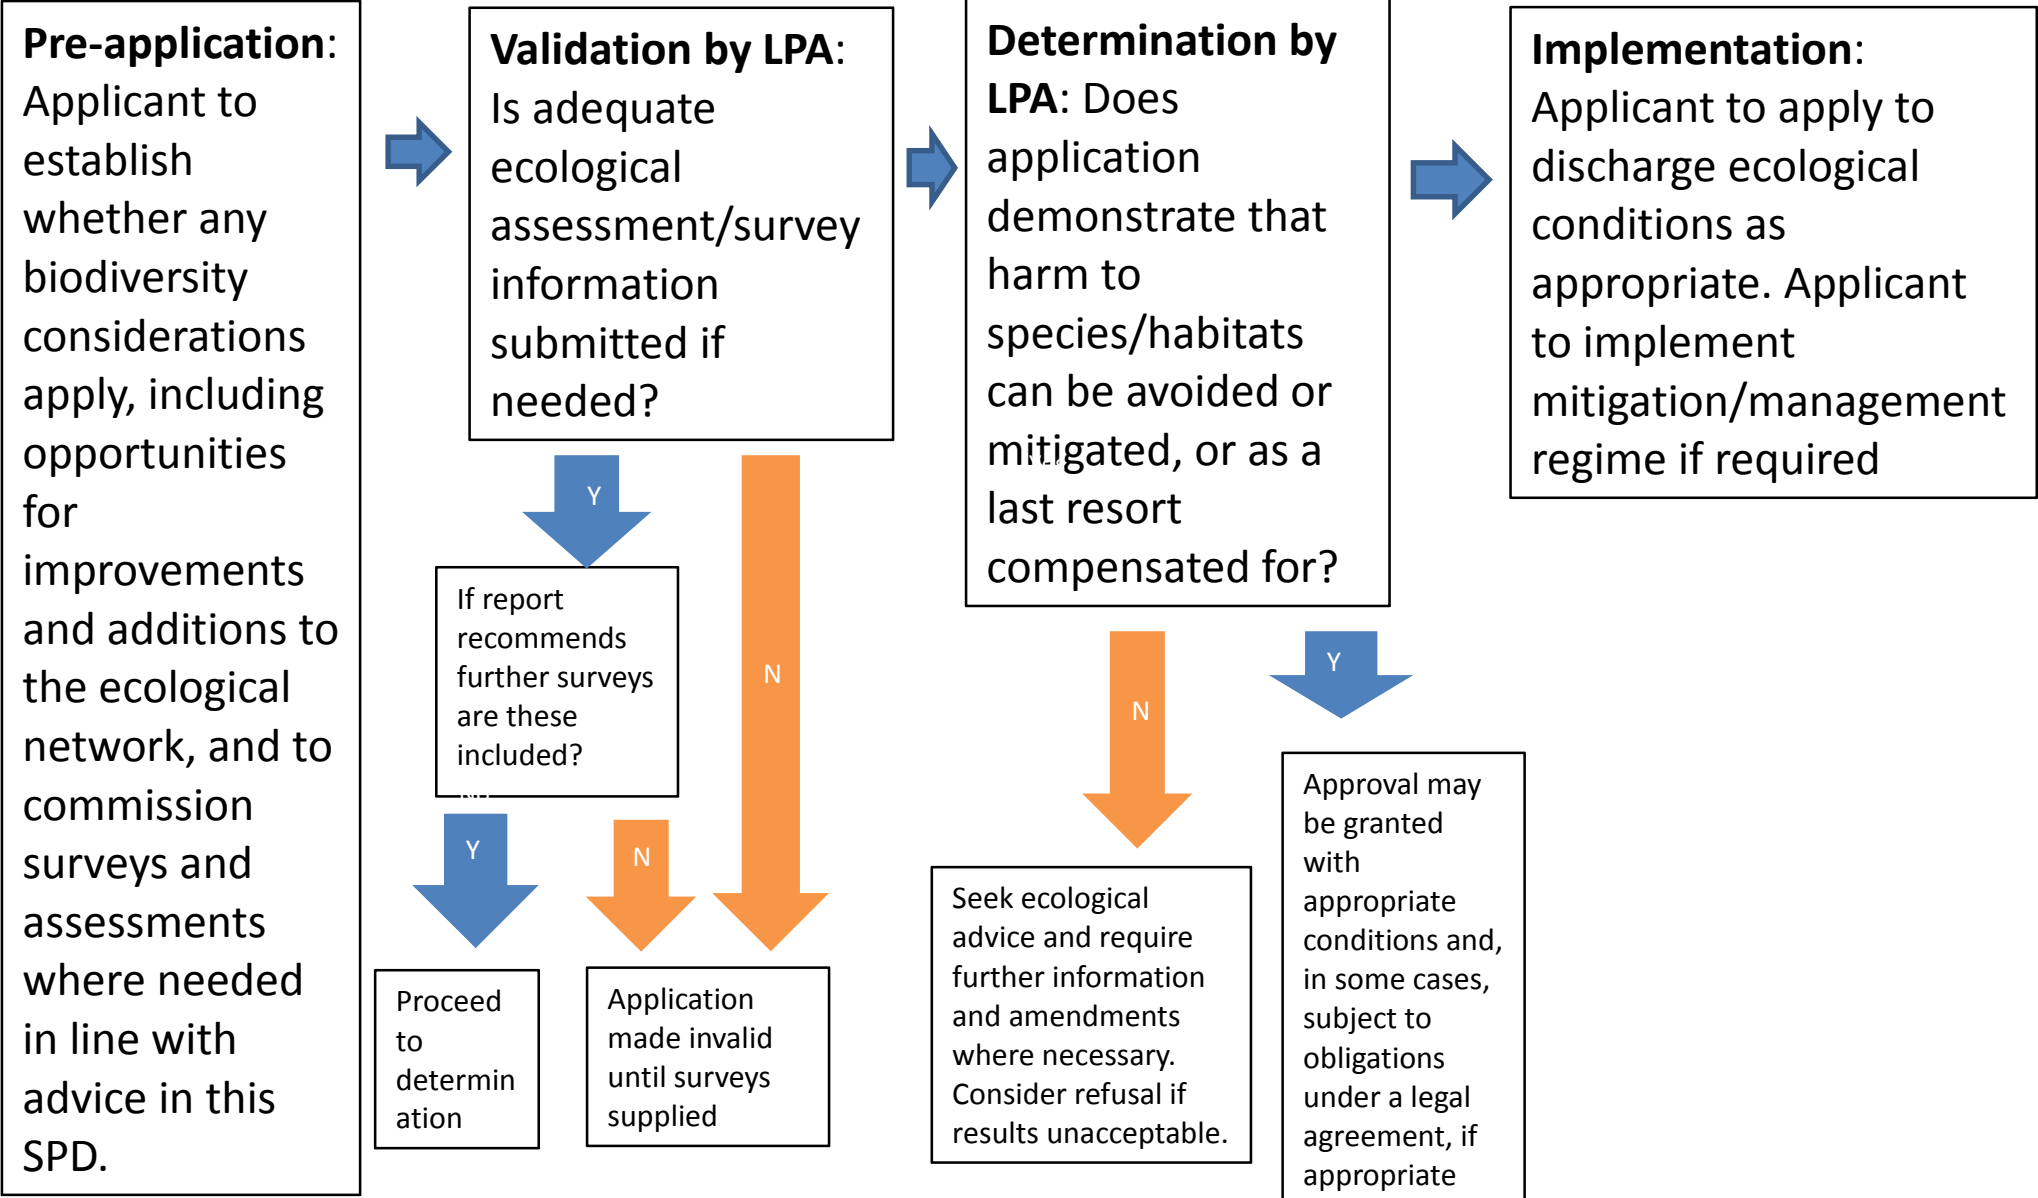 Pre-application:
Applicant to
establish
whether any
biodiversity
considerations
apply, including
opportunities
for
improvements
and additions to
the ecological
network, and to
commission
surveys and
assessments
where needed
in line with
advice in this
SPD.
Validation by LPA:
Is adequate
ecological
assessment/survey
information
submitted if
needed?
Y
N
If report
recommends
further surveys
are these
included?
No
Y
N
Proceed
to
determin
ation
Application
made invalid
until surveys
supplied
Determination by
LPA: Does
application
demonstrate that
harm to
species/habitats
can be avoided or
mitigated, or as a
last resort
compensated for?
N
Y
Seek ecological
advice and require
further information
and amendments
where necessary.
Consider refusal if
results unacceptable.
Approval may
be granted
with
appropriate
conditions and,
in some cases,
subject to
obligations
under a legal
agreement, if
appropriate
Implementation:
Applicant to apply to
discharge ecological
conditions as
appropriate. Applicant
to implement
mitigation/management
regime if required